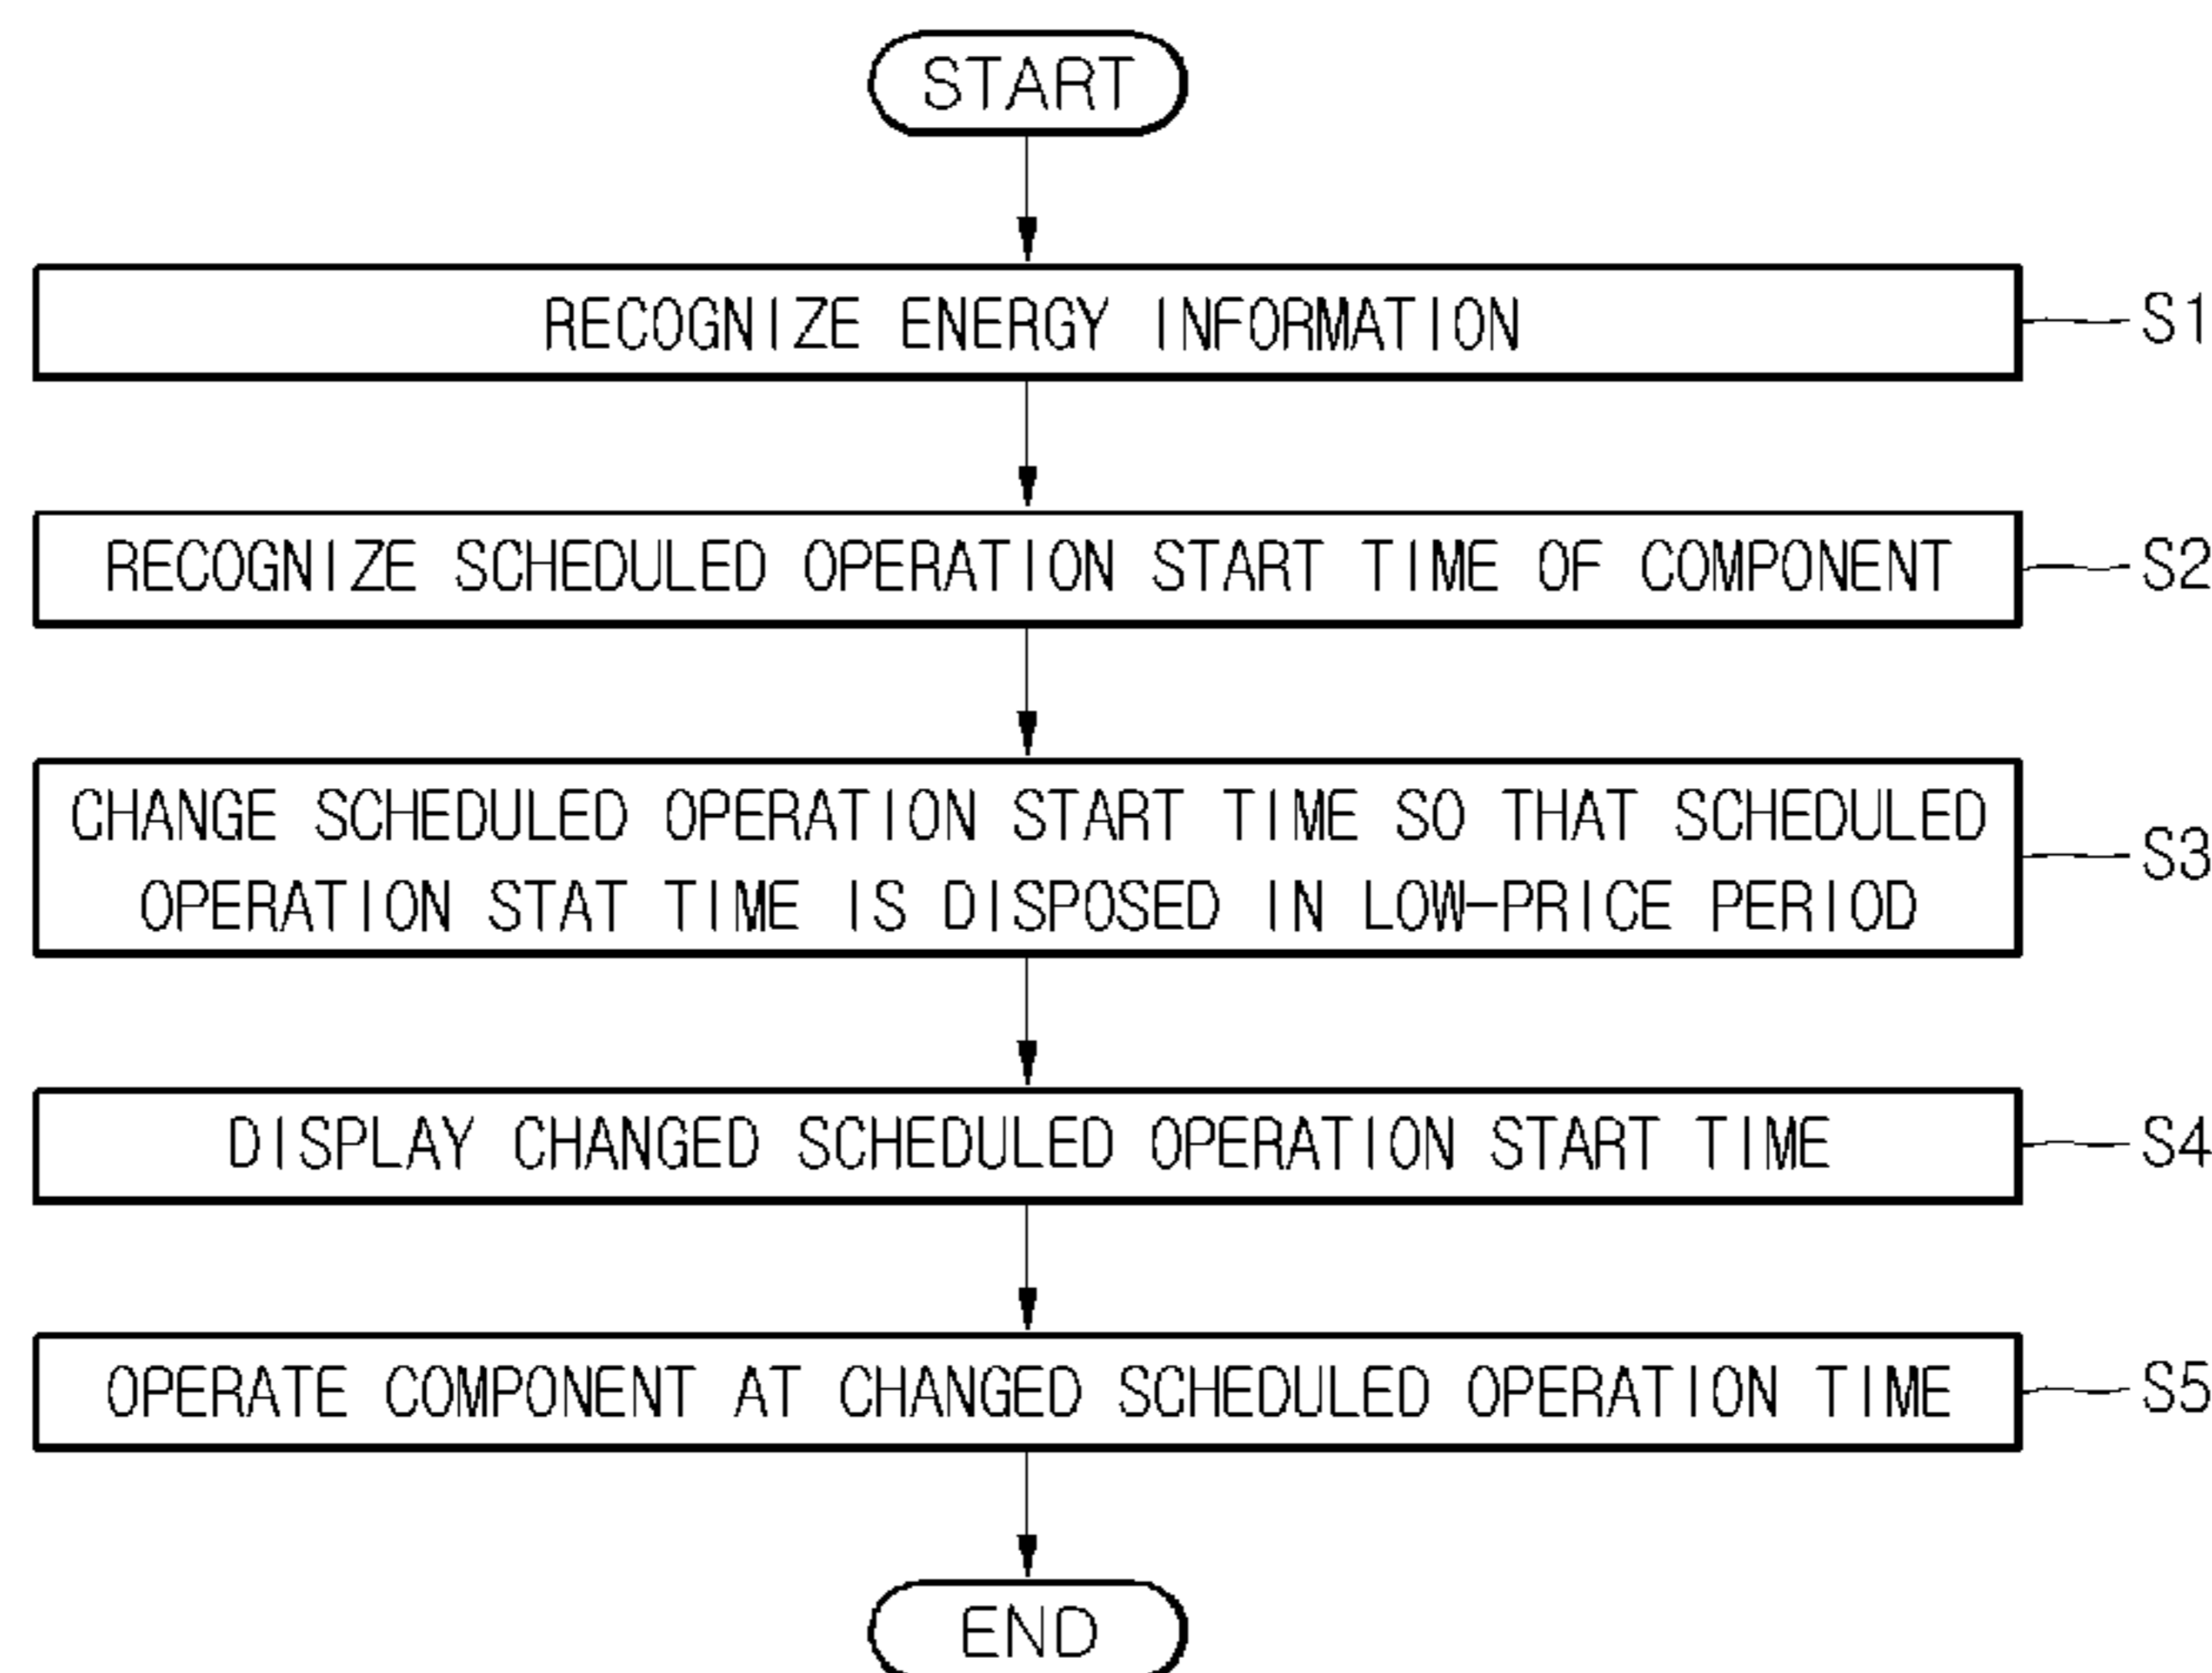 START
RECOGNIZE ENERGY INFORMATION
S1
RECOGNIZE SCHEDULED OPERATION START TIME OF COMPONENT
S2
CHANGE SCHEDULED OPERATION START TIME SO THAT SCHEDULED
OPERATION STAT TIME IS DISPOSED IN LOW-PRICE PERIOD
S3
DISPLAY CHANGED SCHEDULED OPERATION START TIME
S4
OPERATE COMPONENT AT CHANGED SCHEDULED OPERATION TIME
S5
END